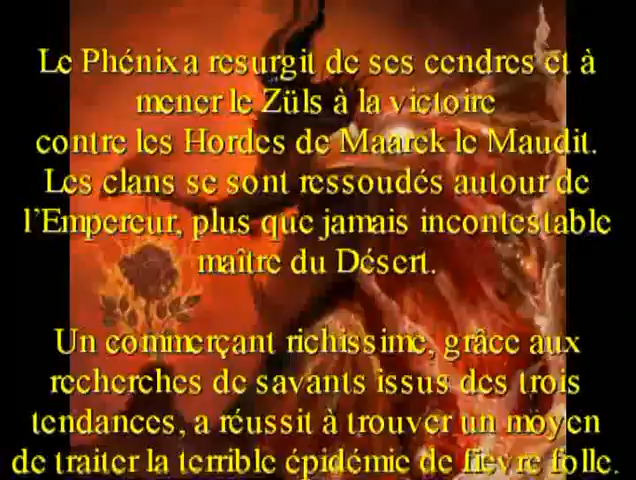 Le Phénix a resurgit de ses cendres et à
mener le Züls à la victoire
contre les Hordes de Maarek le Maudit.
Les clans se sont ressoudés autour de
l'Empereur, plus que jamais incontestable
maître du Désert.
Un commerçant richissime, grâce aux
recherches de savants issus des trois
tendances, a réussit à trouver un moyen
de traiter la terrible épidémie de fièvre folle.